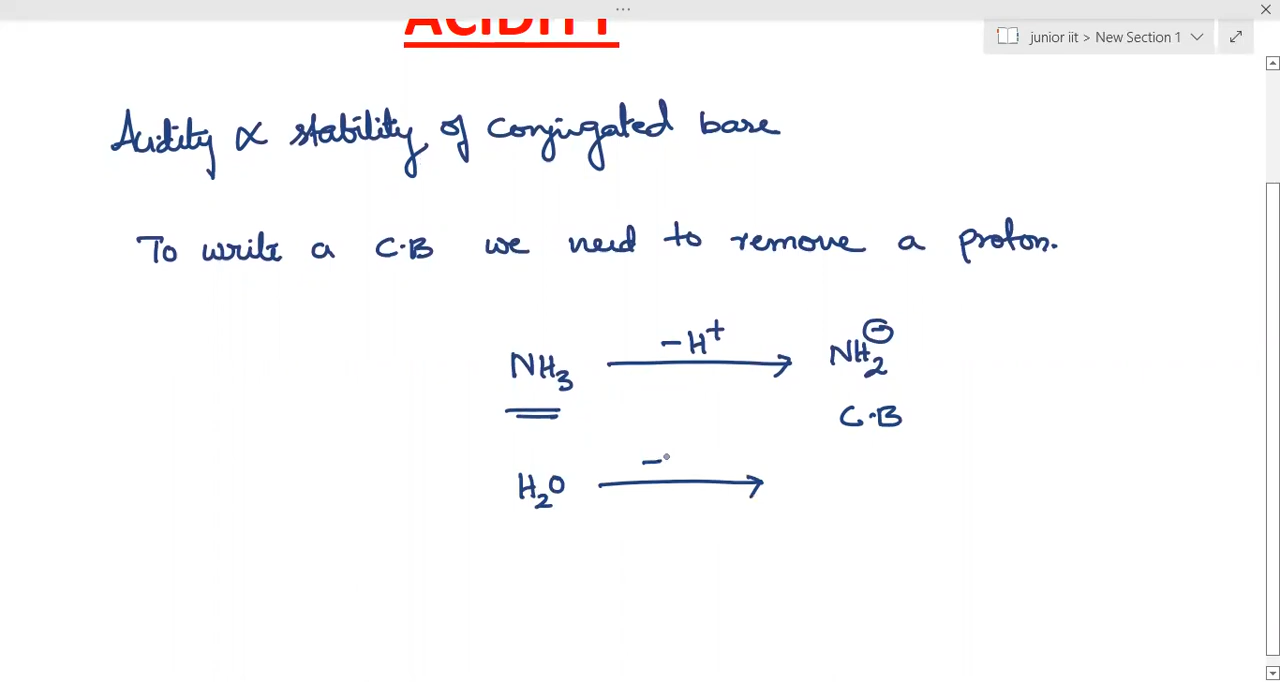 ACIDITY
junior iit > New Section 1
Acidity ∝ stability of conjugated base
To write a C·B we need to remove a proton.
NH₃ —H⁺→ NH₂⊖
C·B
H₂O —→